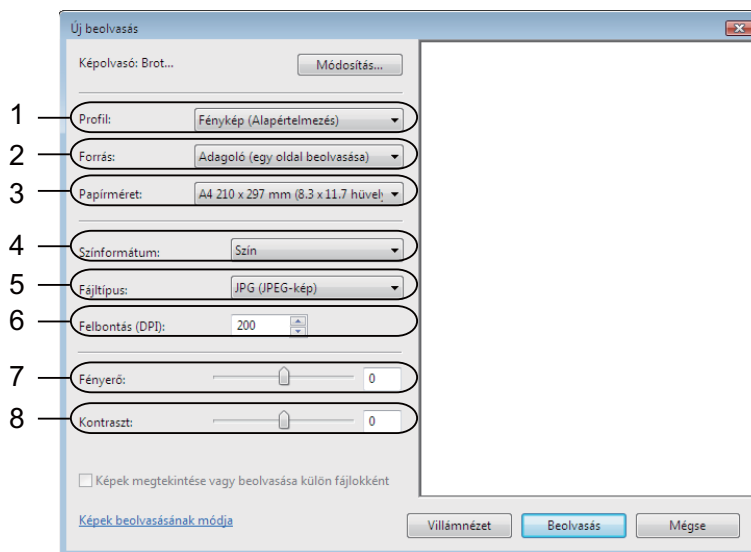 Új beolvasás
Képolvasó: Brot... Módosítás...
1 Profil: Fénykép (Alapértelmezés)
2 Forrás: Adagoló (egy oldal beolvasása)
3 Papírméret: A4 210 x 297 mm (8.3 x 11.7 hüvely
4 Színformátum: Szín
5 Fájltípus: JPG (JPEG-kép)
6 Felbontás (DPI): 200
7 Fényerő: 0
8 Kontraszt: 0
Képek megtekintése vagy beolvasása külön fájlokként
Képek beolvasásának módja
Villámnézet Beolvasás Mégse